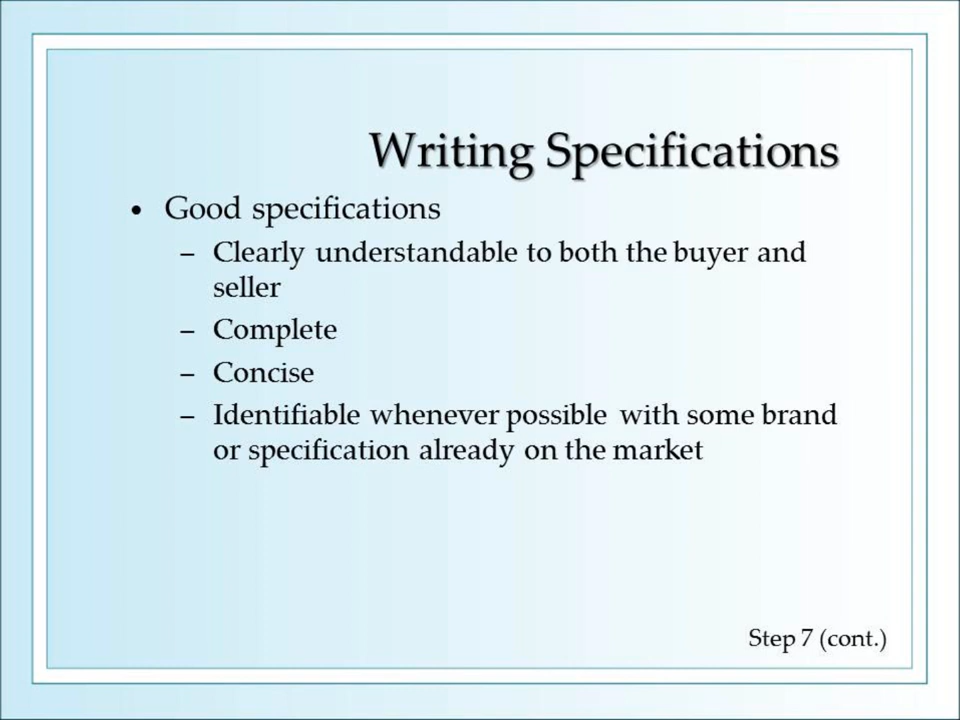 Writing Specifications
• Good specifications
– Clearly understandable to both the buyer and
seller
– Complete
– Concise
– Identifiable whenever possible with some brand
or specification already on the market
Step 7 (cont.)